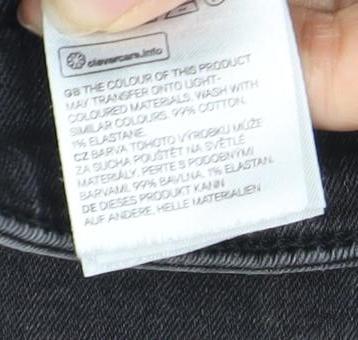 clevercare.info
GB THE COLOUR OF THIS PRODUCT
MAY TRANSFER ONTO LIGHT-
COLOURED MATERIALS. WASH WITH
SIMILAR COLOURS. 99% COTTON,
1% ELASTANE.
CZ BARVA TOHOTO VÝROBKU MŮŽE
ZA SUCHA POUŠTĚT NA SVĚTLÉ
MATERIÁLY. PERTE S PODOBNÝMI
BARVAMI. 99% BAVLNA, 1% ELASTAN.
DE DIESES PRODUKT KANN
AUF ANDERE, HELLE MATERIALIEN